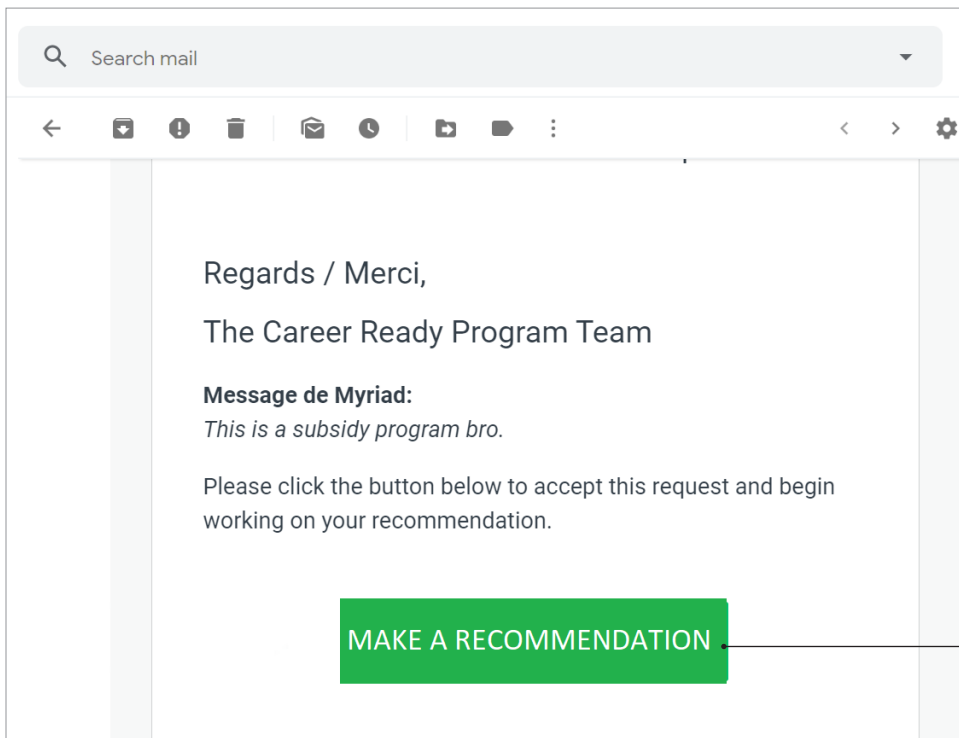 Search mail
Regards / Merci,
The Career Ready Program Team
Message de Myriad:
This is a subsidy program bro.
Please click the button below to accept this request and begin
working on your recommendation.
MAKE A RECOMMENDATION